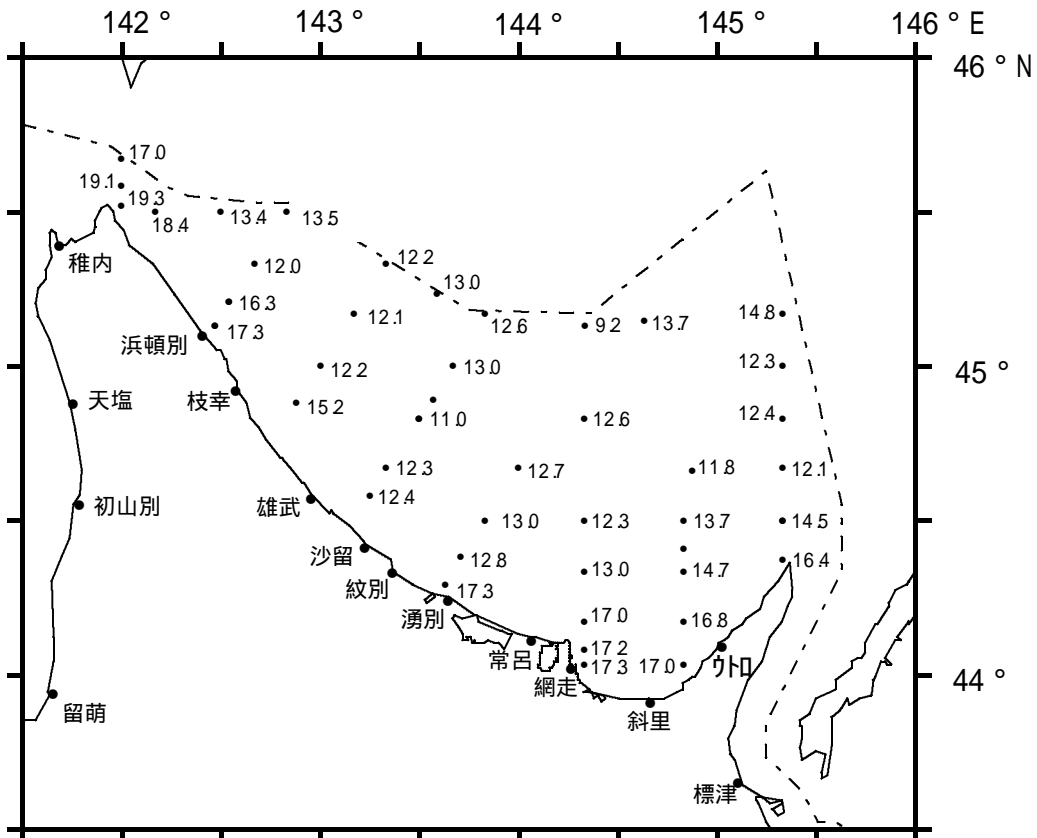 142 ° 143 ° 144 ° 145 ° 146 ° E
46 ° N
17.0
19.1
19.3
18.4
13.4
13.5
12.2
稚内
12.0
13.0
16.3
12.1
12.6
9.2
13.7
14.8
17.3
浜頓別
12.2
13.0
12.3
45 °
天塩
枝幸
15.2
11.0
12.6
12.4
12.3
12.7
11.8
12.1
12.4
初山別
雄武
13.0
12.3
13.7
14.5
沙留
12.8
13.0
14.7
16.4
紋別
17.3
湧別
17.0
16.8
常呂
17.2
17.3
17.0
ウトロ
44 °
網走
留萌
斜里
標津